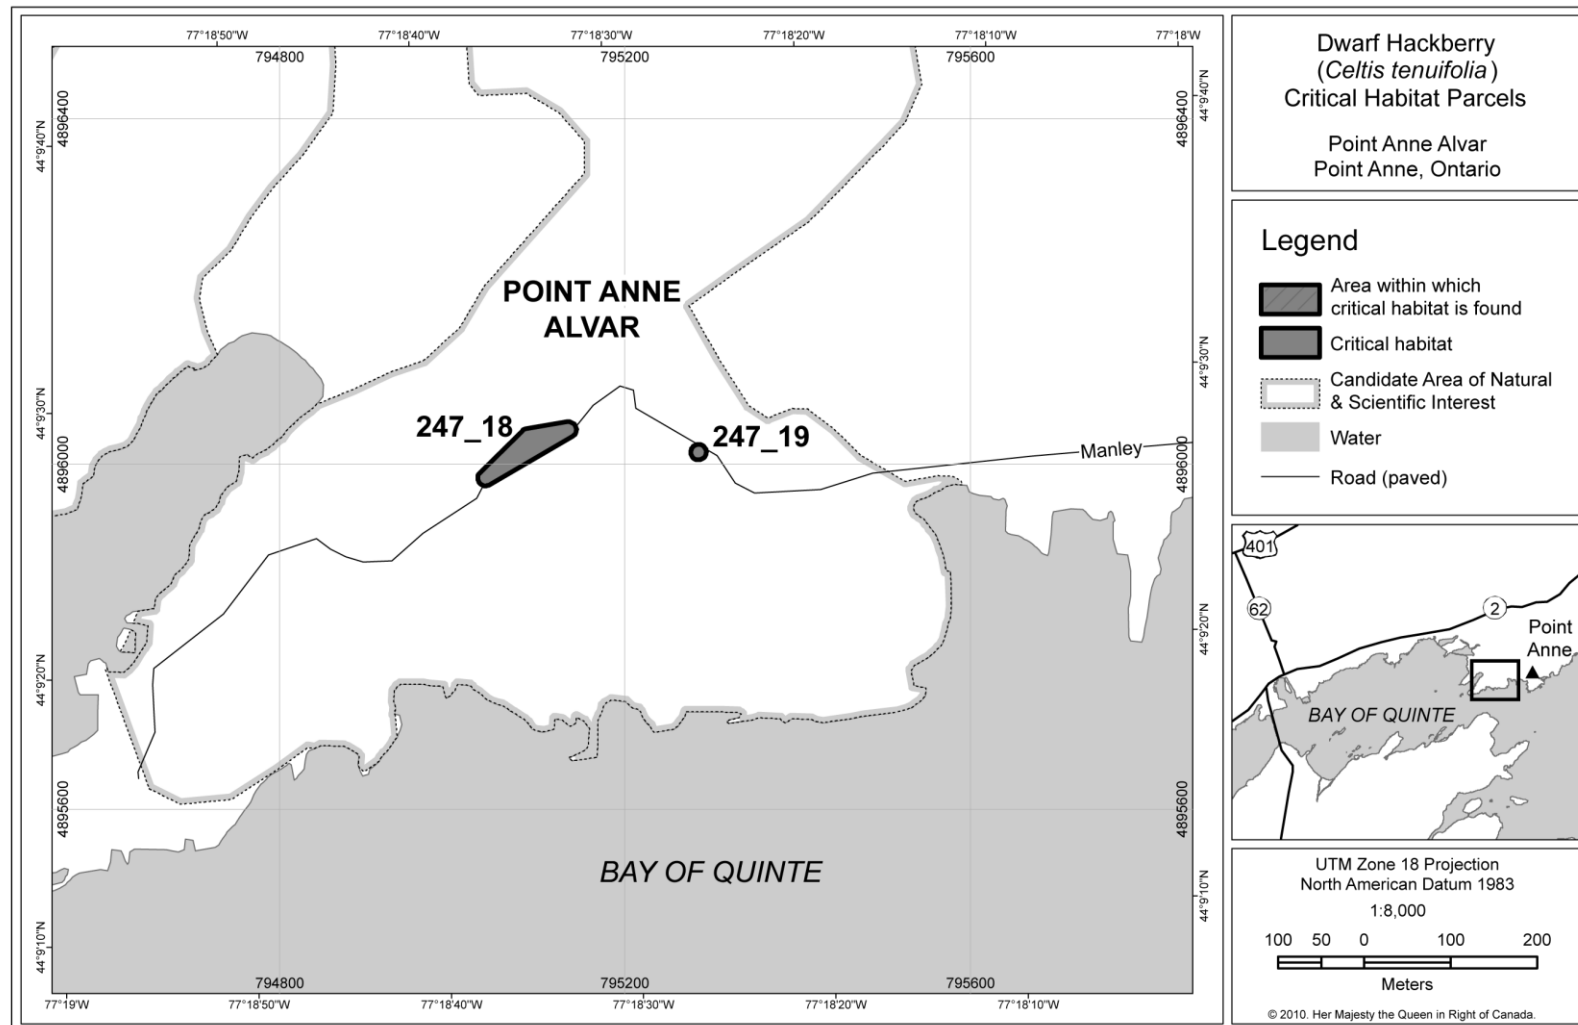 77°18'50"W
77°18'40"W
77°18'30"W
77°18'20"W
77°18'10"W
77°18'W
794800
795200
795600
4896400
4896400
44°9'40"N
44°9'40"N
POINT ANNE
ALVAR
44°9'30"N
44°9'30"N
247_18
247_19
Manley
4896000
4896000
44°9'20"N
44°9'20"N
4895600
4895600
BAY OF QUINTE
44°9'10"N
44°9'10"N
794800
795200
795600
77°19'W
77°18'50"W
77°18'40"W
77°18'30"W
77°18'20"W
77°18'10"W
Dwarf Hackberry
(Celtis tenuifolia)
Critical Habitat Parcels
Point Anne Alvar
Point Anne, Ontario
Legend
Area within which
critical habitat is found
Critical habitat
Candidate Area of Natural
& Scientific Interest
Water
Road (paved)
401
62
2
Point
Anne
BAY OF QUINTE
UTM Zone 18 Projection
North American Datum 1983
1:8,000
100 50 0 100 200
Meters
© 2010. Her Majesty the Queen in Right of Canada.